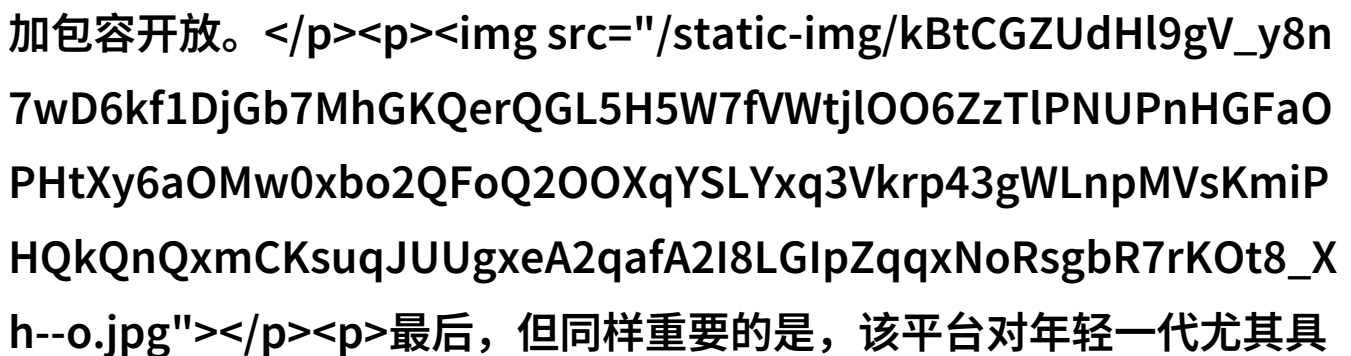 加包容开放。</p><p><img src="/static-img/kBtCGZUdHl9gV_y8n
7wD6kf1DjGb7MhGKQerQGL5H5W7fVWtjlOO6ZzTlPNUPnHGFaO
PHtXy6aOMw0xbo2QFoQ2OOXqYSLYxq3Vkrp43gWLnpMVsKmiP
HQkQnQxmCKsuqJUUgxeA2qafA2I8LGIpZqqxNoRsgbR7rKOt8_X
h--o.jpg"></p><p>最后，但同样重要的是，该平台对年轻一代尤其具